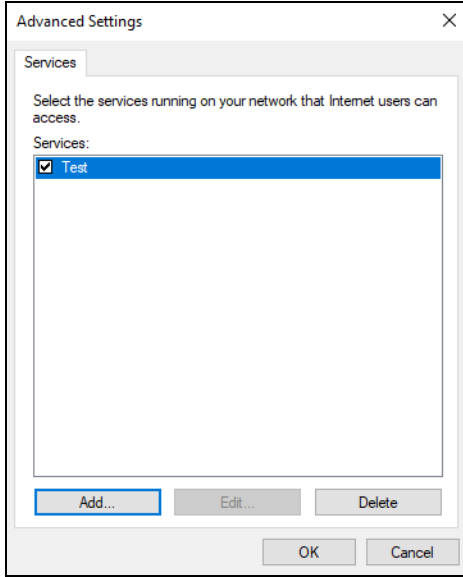 Advanced Settings
Services
Select the services running on your network that Internet users can
access.
Services:
Test
Add...
Edit...
Delete
OK
Cancel